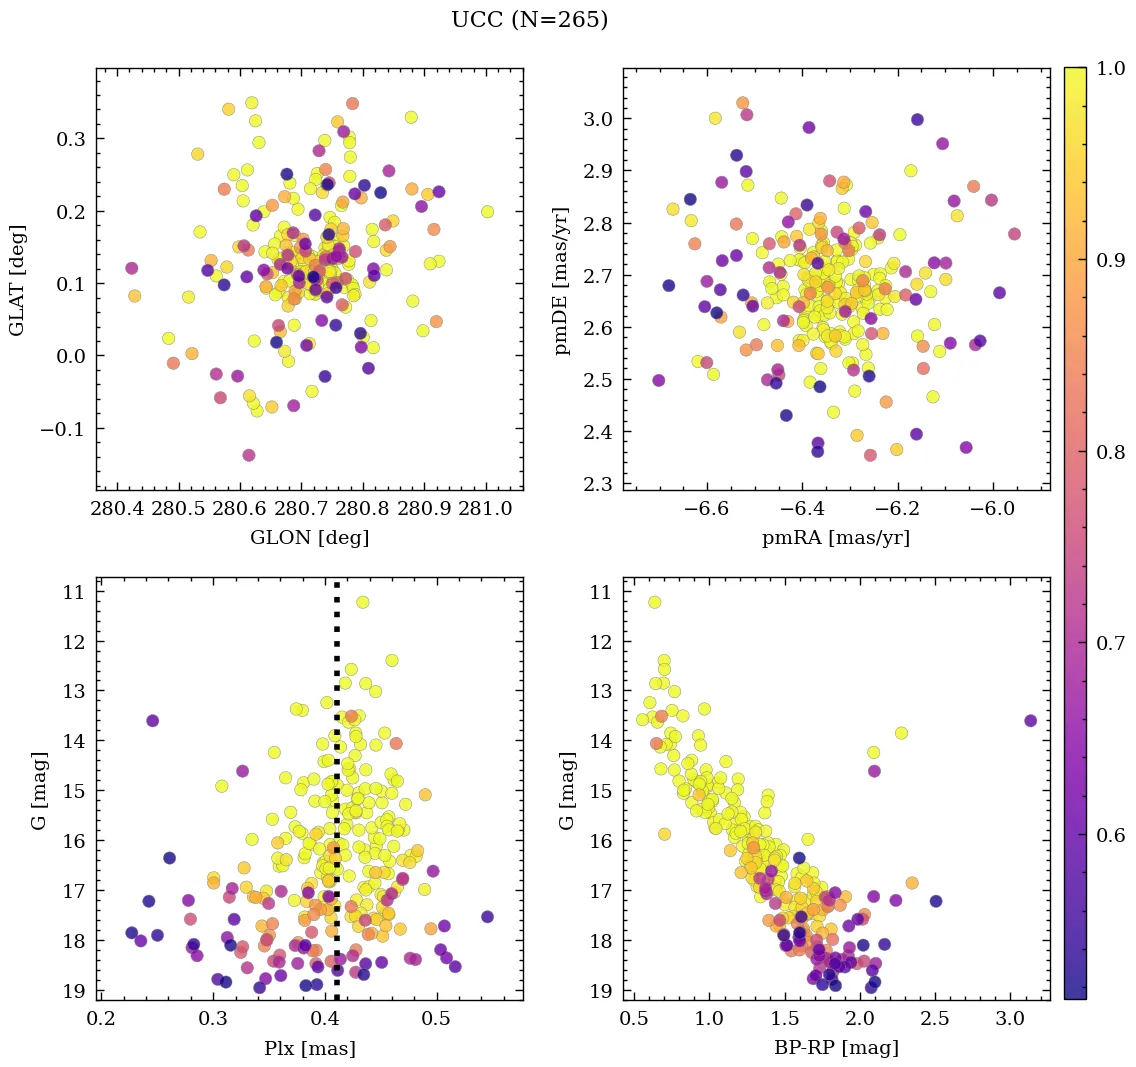 UCC (N=265)
0.3
0.2
0.1
0.0
−0.1
GLAT [deg]
280.4 280.5 280.6 280.7 280.8 280.9 281.0
GLON [deg]
3.0
2.9
2.8
2.7
2.6
2.5
2.4
2.3
pmDE [mas/yr]
−6.6 −6.4 −6.2 −6.0
pmRA [mas/yr]
1.0
0.9
0.8
0.7
0.6
11
12
13
14
15
16
17
18
19
G [mag]
0.2 0.3 0.4 0.5
Plx [mas]
11
12
13
14
15
16
17
18
19
G [mag]
0.5 1.0 1.5 2.0 2.5 3.0
BP-RP [mag]